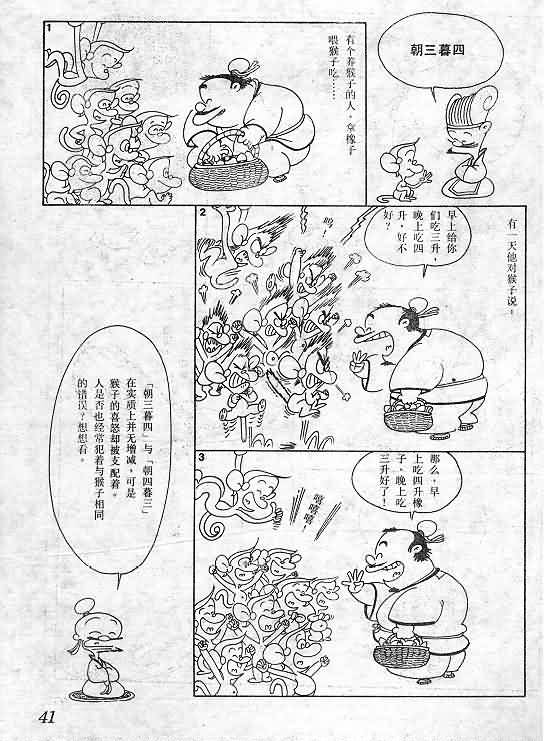 朝三暮四
1
有个养猴子的人，拿橡子
喂猴子吃……
2
有一天他对猴子说：
早上给你
们吃三升，
晚上吃四
升，好不
好？
哼！
3
那么，早
上吃四升橡
子，晚上吃
三升好了！
嘻嘻嘻！
「朝三暮四」与「朝四暮三」
在实质上并无增减，可是
猴子的喜怒却被支配着。
人是否也经常犯着与猴子相同
的错误？想想看。
41